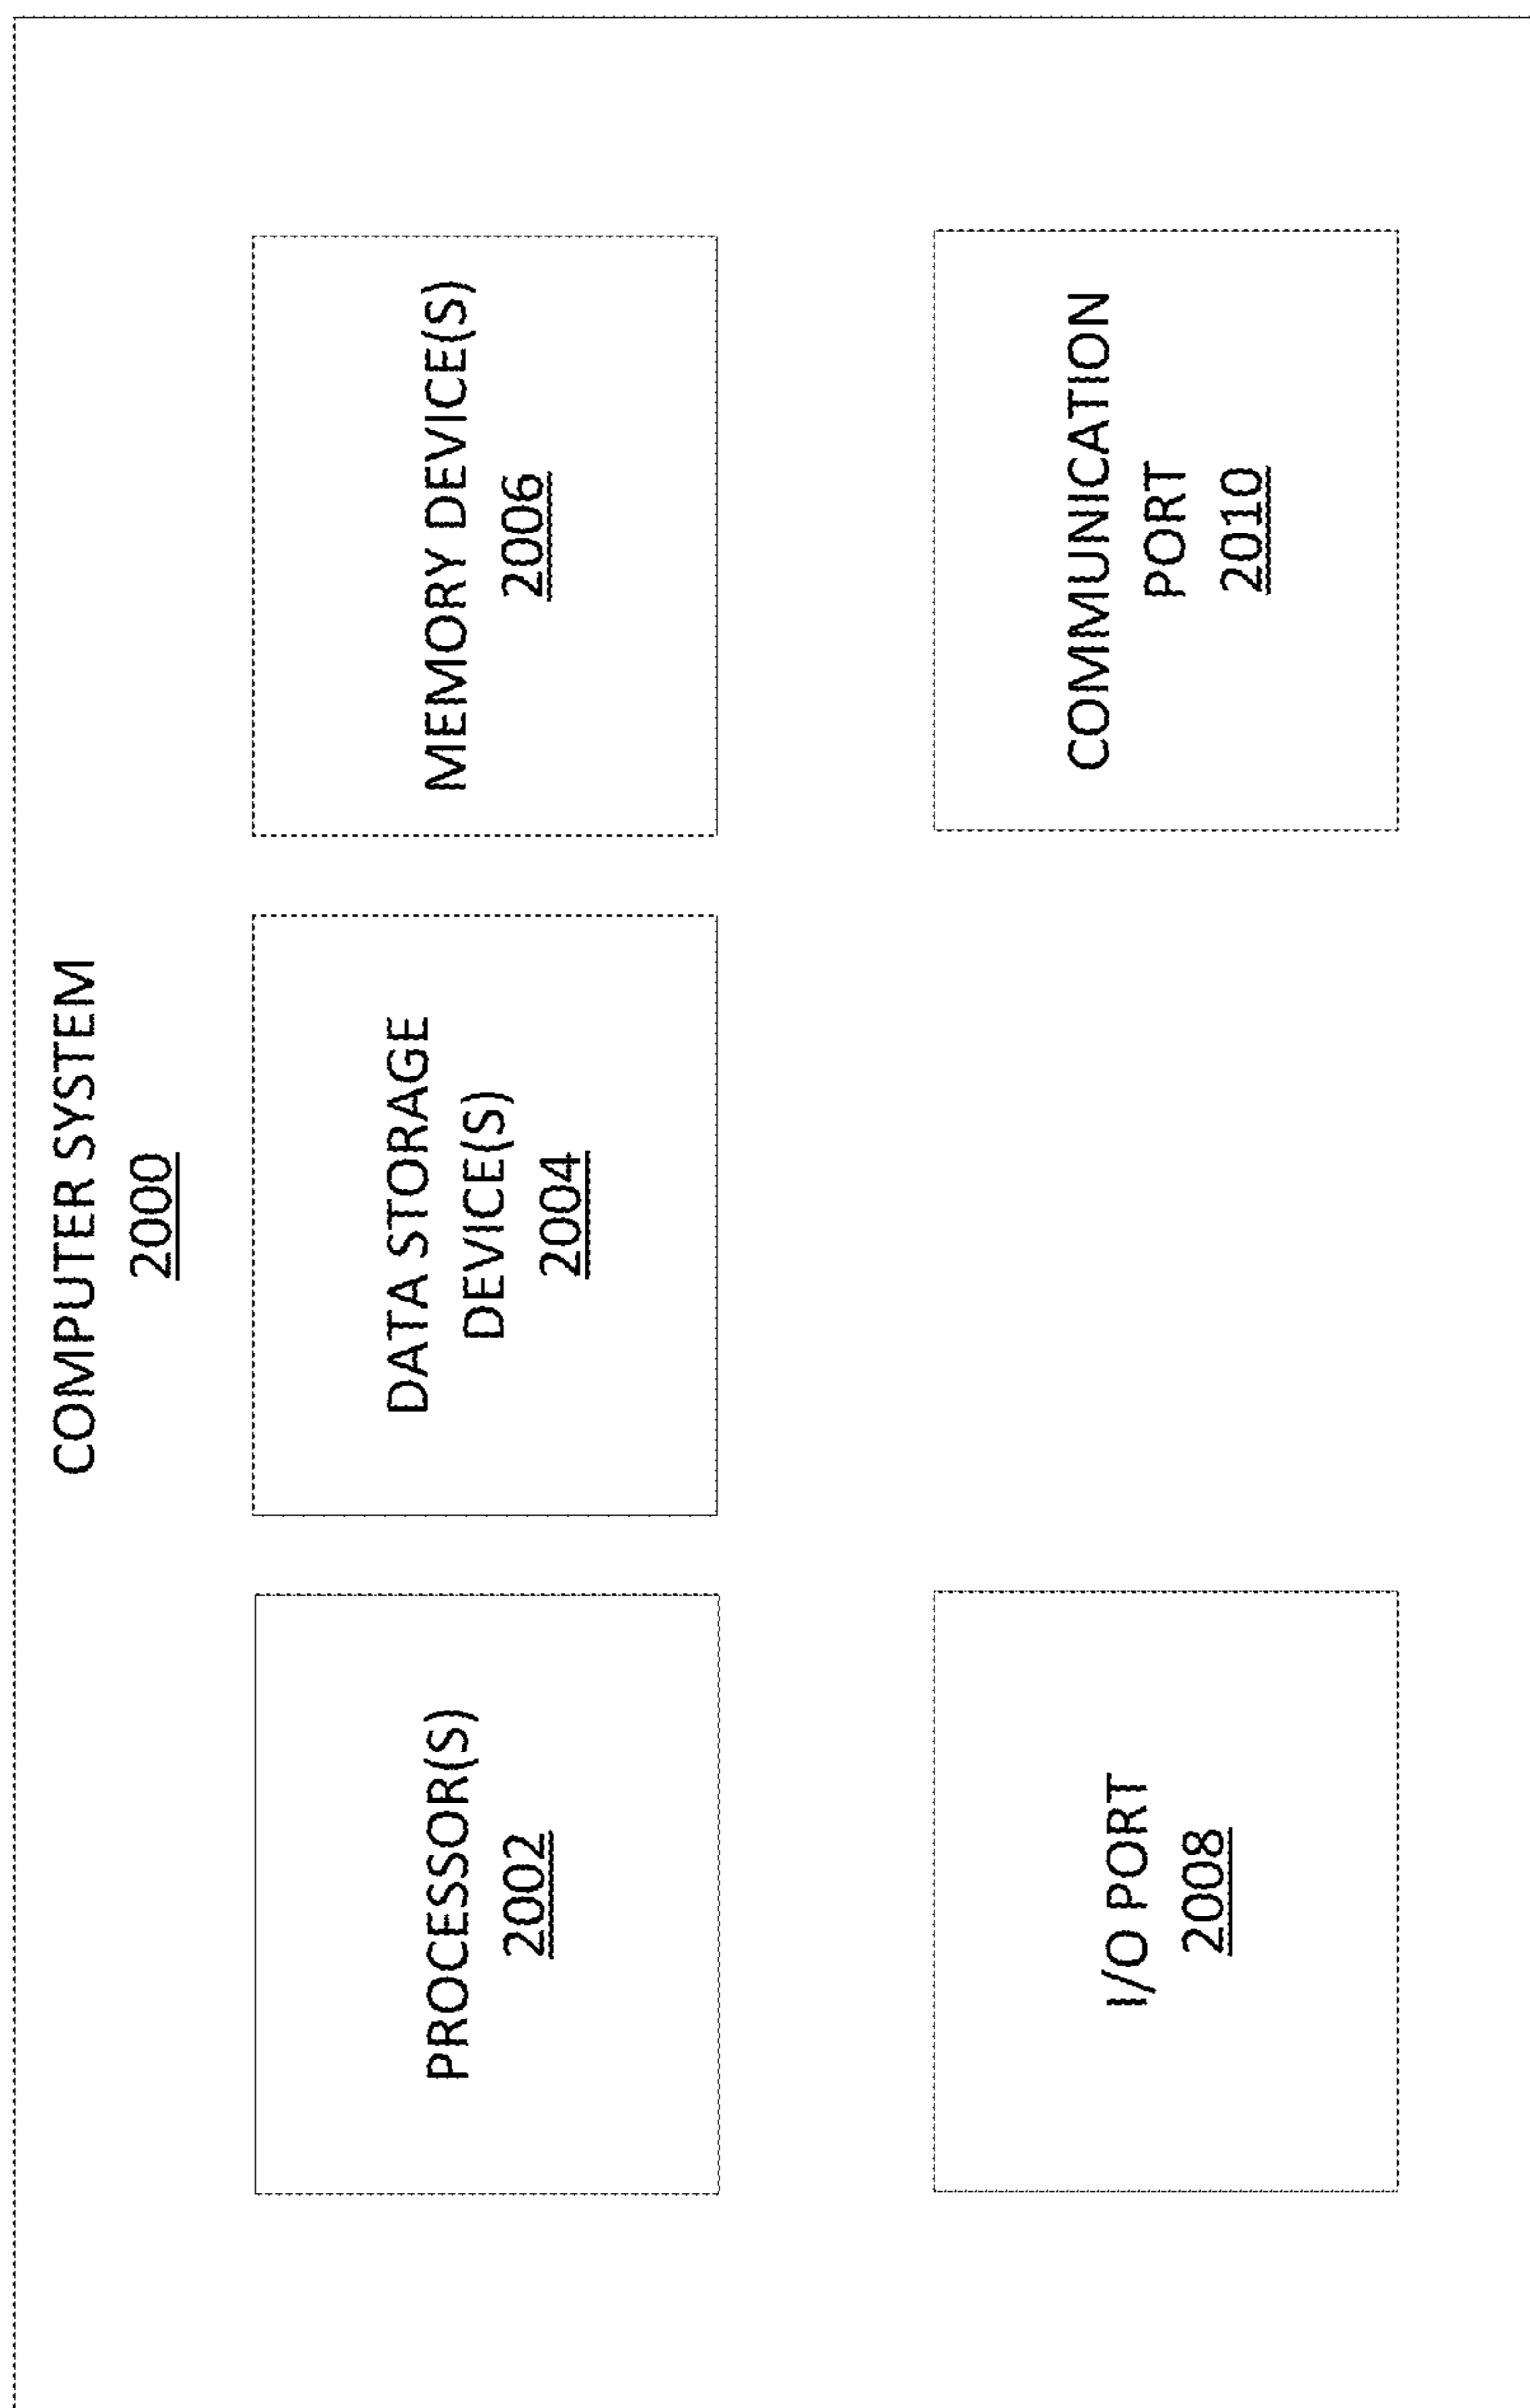 COMPUTER SYSTEM
2000
PROCESSOR(S)
2002
DATA STORAGE
DEVICE(S)
2004
MEMORY DEVICE(S)
2006
I/O PORT
2008
COMMUNICATION
PORT
2010